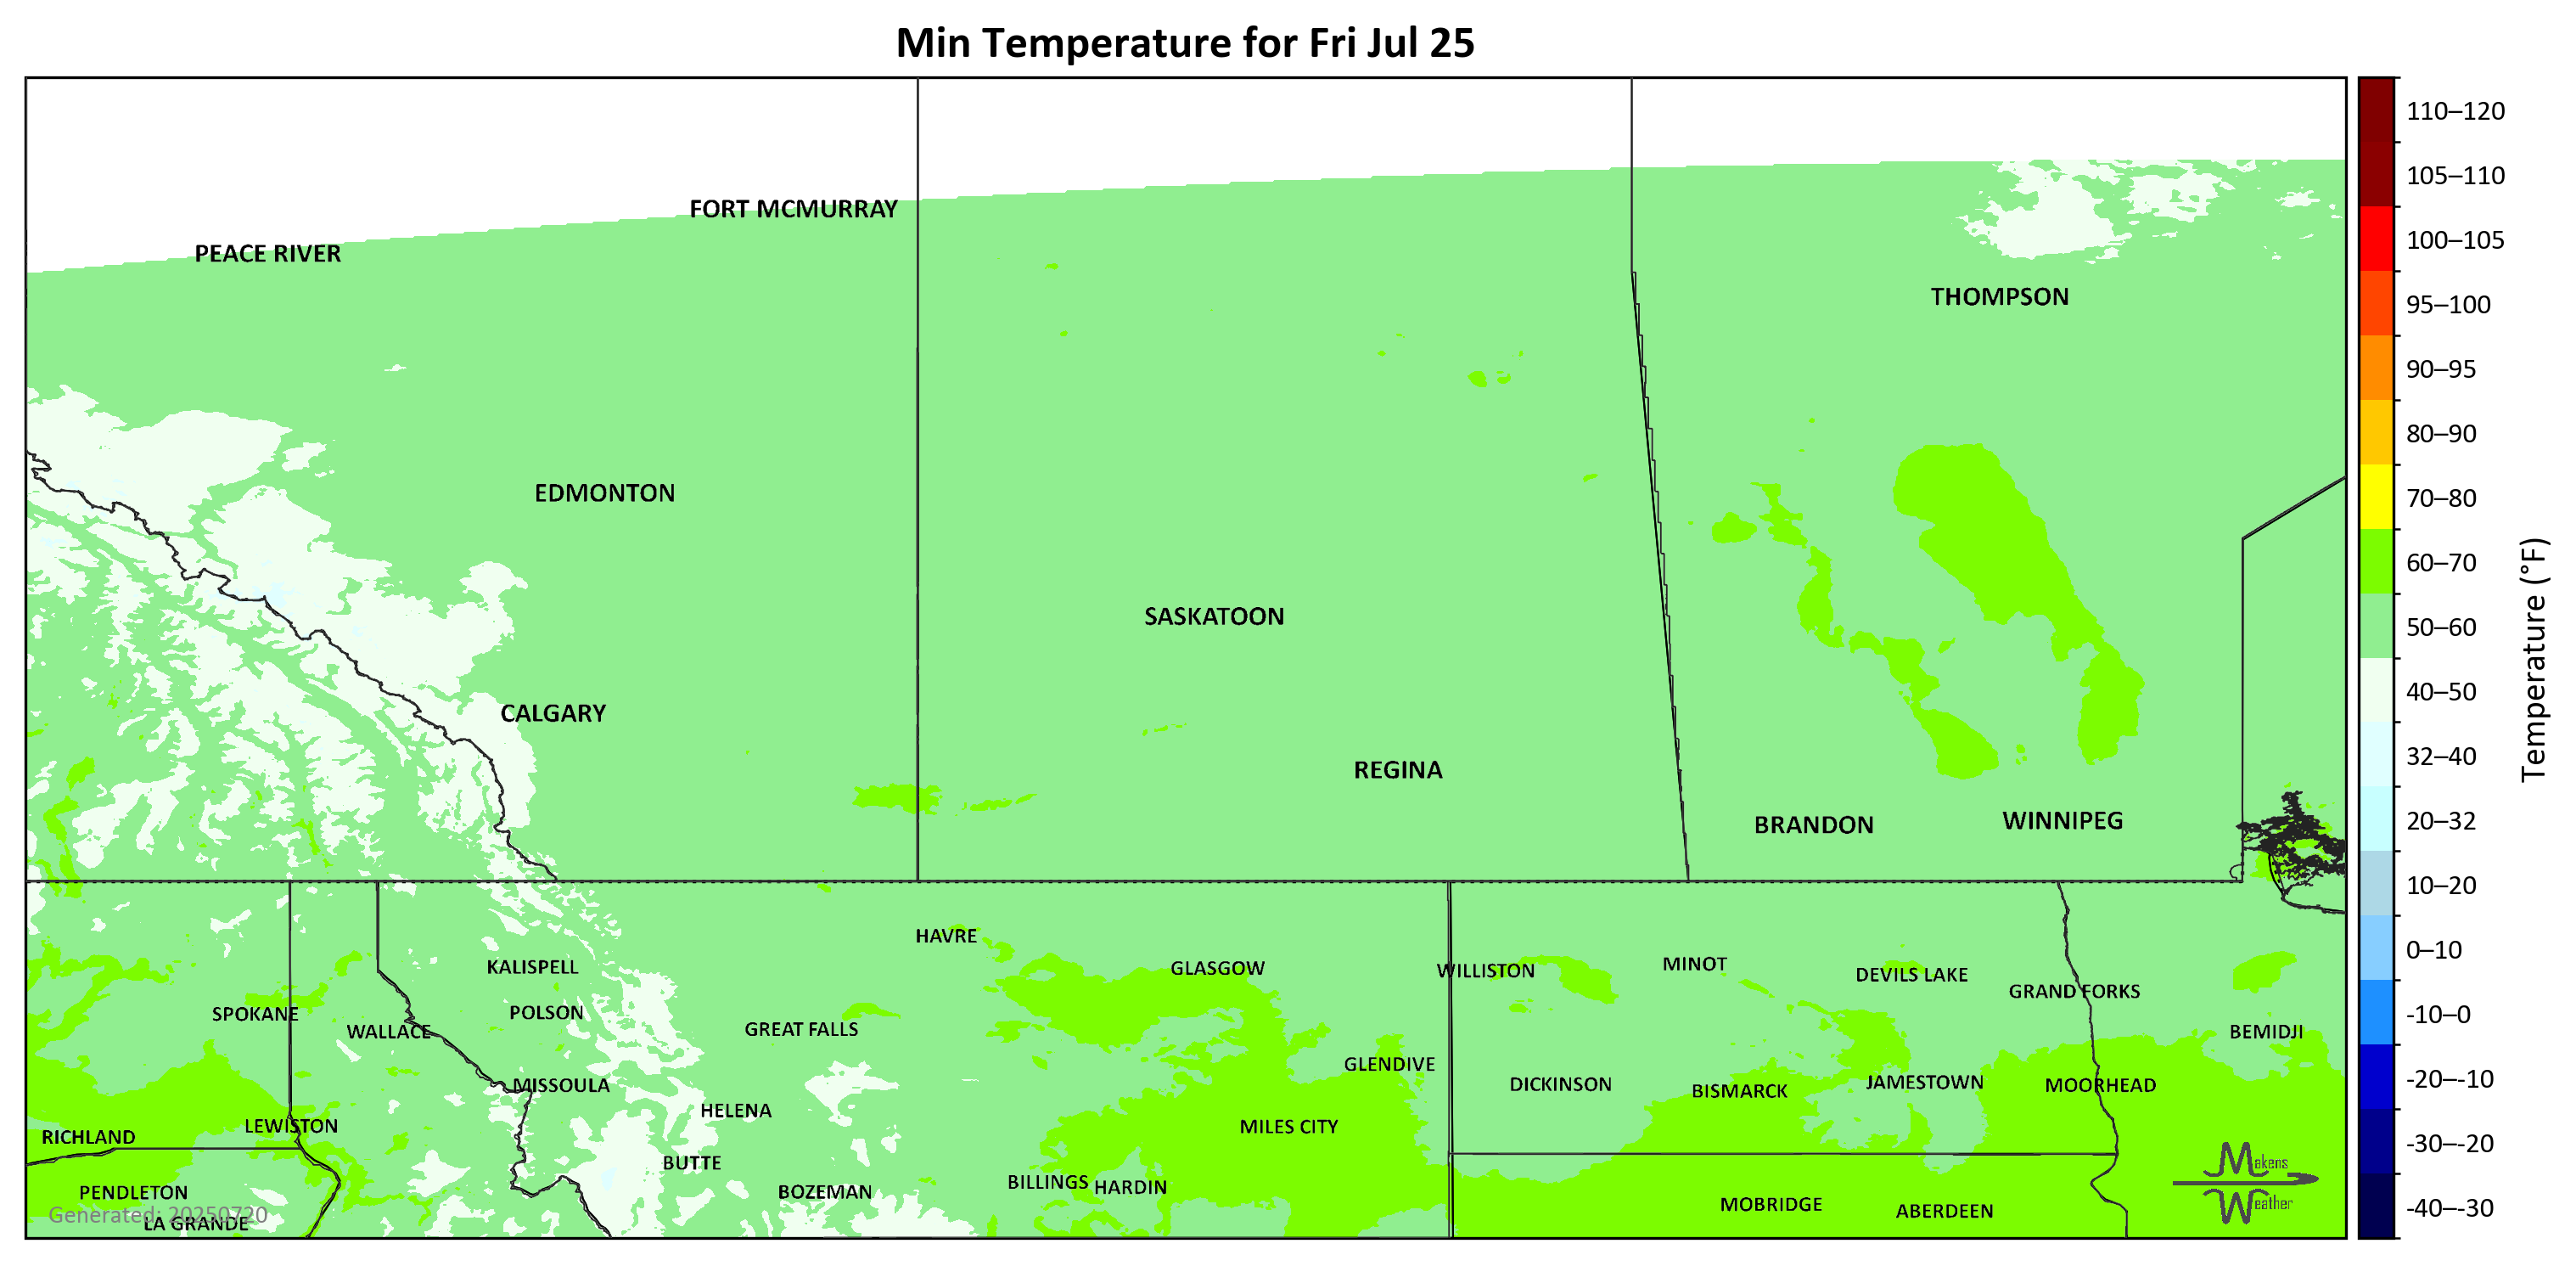 Min Temperature for Fri Jul 25
FORT MCMURRAY
PEACE RIVER
THOMPSON
EDMONTON
SASKATOON
CALGARY
REGINA
BRANDON
WINNIPEG
HAVRE
KALISPELL
GLASGOW
WILLISTON
MINOT
DEVILS LAKE
GRAND FORKS
SPOKANE
POLSON
WALLACE
GREAT FALLS
BEMIDJI
GLENDIVE
MISSOULA
DICKINSON
BISMARCK
JAMESTOWN
MOORHEAD
HELENA
LEWISTON
MILES CITY
RICHLAND
BUTTE
BOZEMAN
BILLINGS
HARDIN
PENDLETON
MOBRIDGE
ABERDEEN
Generated: 20250720
LA GRANDE
Makens
Weather
110–120
105–110
100–105
95–100
90–95
80–90
70–80
60–70
50–60
40–50
32–40
20–32
10–20
0–10
-10–0
-20–-10
-30–-20
-40–-30
Temperature (°F)